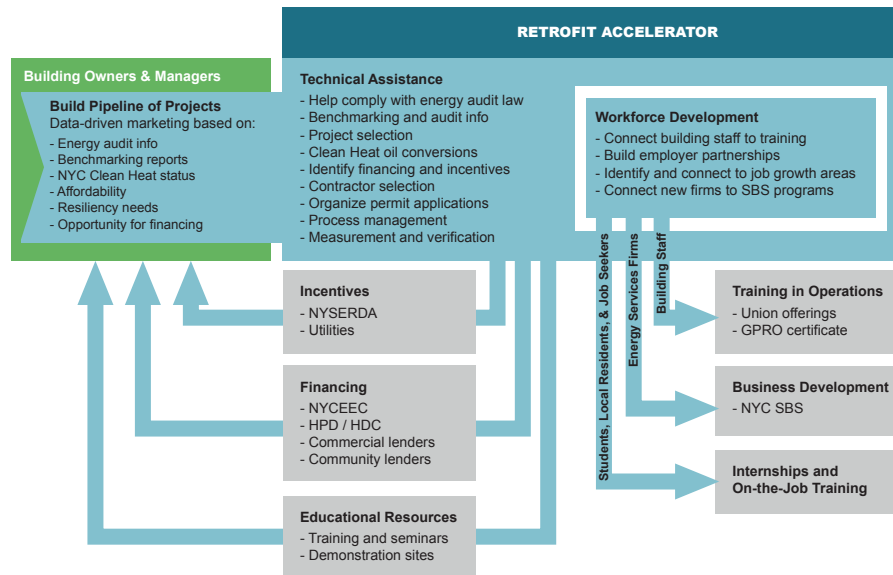 RETROFIT ACCELERATOR
Building Owners & Managers
Build Pipeline of Projects
Data-driven marketing based on:
- Energy audit info
- Benchmarking reports
- NYC Clean Heat status
- Affordability
- Resiliency needs
- Opportunity for financing
Technical Assistance
- Help comply with energy audit law
- Benchmarking and audit info
- Project selection
- Clean Heat oil conversions
- Identify financing and incentives
- Contractor selection
- Organize permit applications
- Process management
- Measurement and verification
Workforce Development
- Connect building staff to training
- Build employer partnerships
- Identify and connect to job growth areas
- Connect new firms to SBS programs
Incentives
- NYSERDA
- Utilities
Financing
- NYCEEC
- HPD / HDC
- Commercial lenders
- Community lenders
Educational Resources
- Training and seminars
- Demonstration sites
Students, Local Residents, & Job Seekers
Energy Services Firms
Building Staff
Training in Operations
- Union offerings
- GPRO certificate
Business Development
- NYC SBS
Internships and
On-the-Job Training